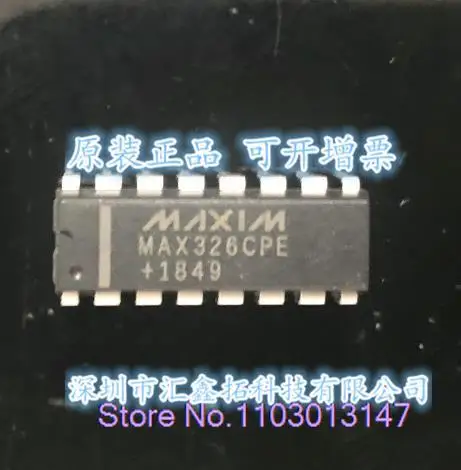 原装正品 可开增票
MAXIM
MAX326CPE
+1849
深圳市汇鑫拓科技有限公司
Store No.1103013147